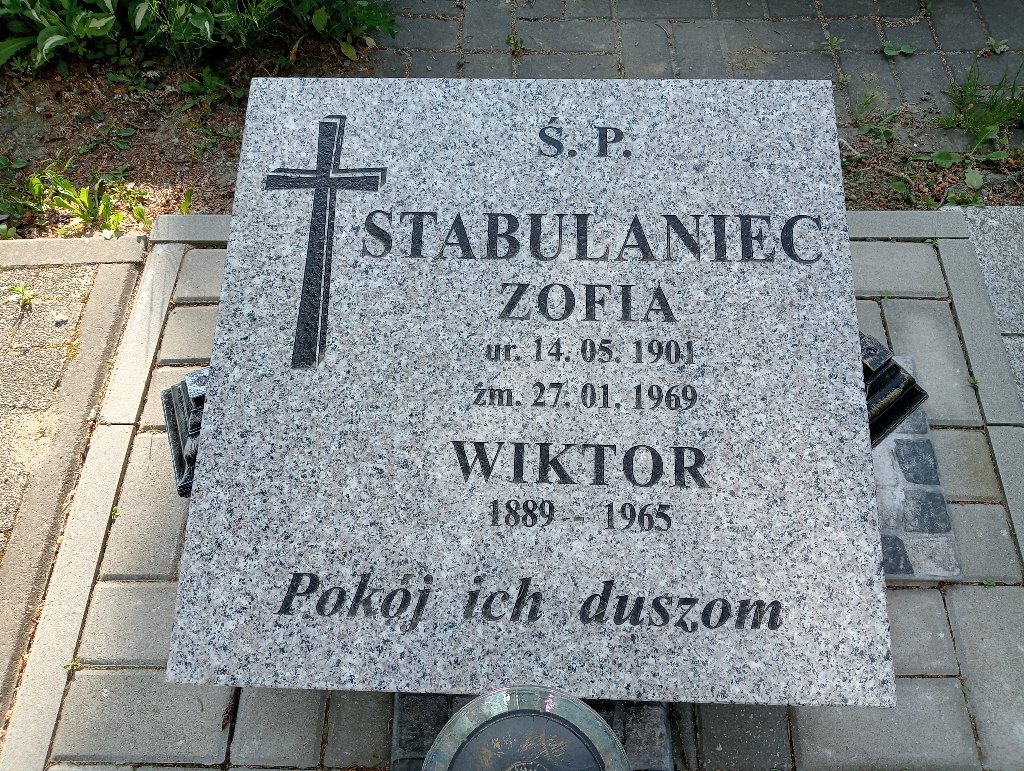 Ś. P.
STABULANIEC
ZOFIA
ur. 14. 05. 1901
zm. 27. 01. 1969
WIKTOR
1889 - 1965
Pokój ich duszom